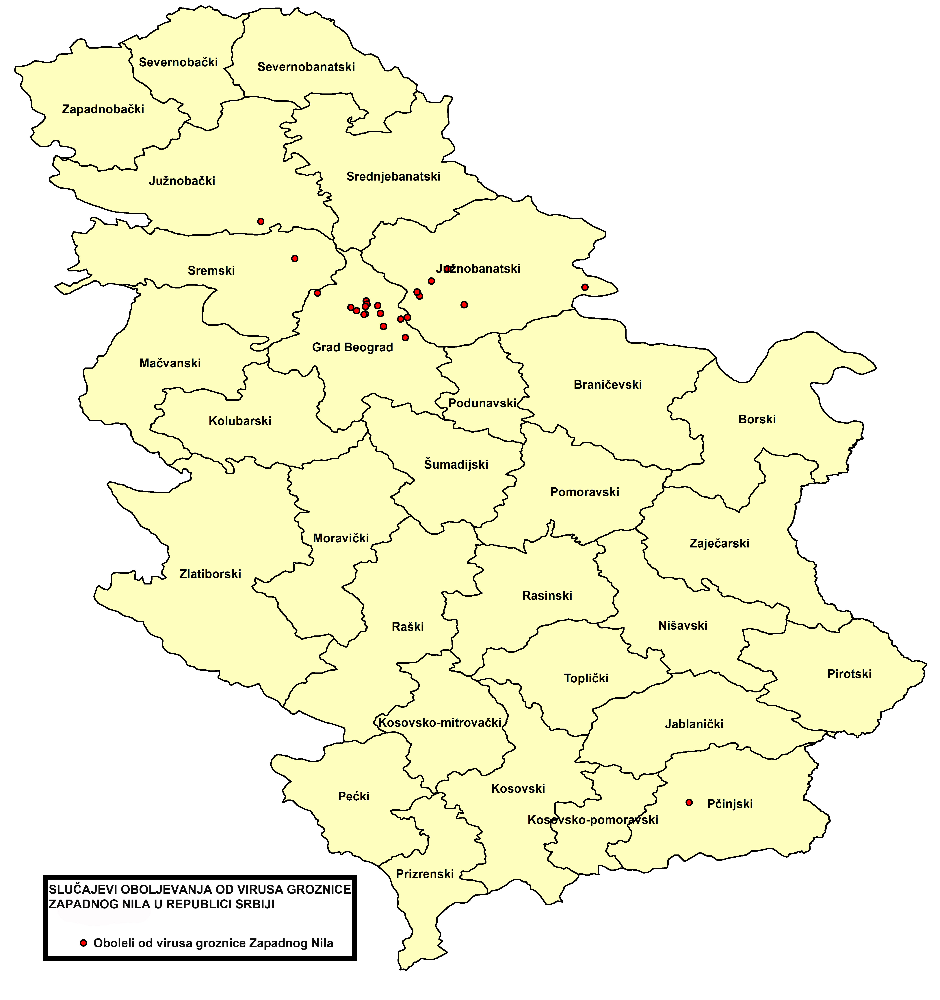 Severnobački
Severnobanatski
Zapadnobački
Srednjebanatski
Južnobački
Južnobanatski
Sremski
Grad Beograd
Mačvanski
Braničevski
Podunavski
Kolubarski
Borski
Šumadijski
Pomoravski
Moravički
Zaječarski
Zlatiborski
Rasinski
Raški
Nišavski
Pirotski
Toplički
Kosovsko-mitrovački
Jablanički
Kosovski
Pećki
Pčinjski
Kosovsko-pomoravski
Prizrenski
SLUČAJEVI OBOLJEVANJA OD VIRUSA GROZNICE
ZAPADNOG NILA U REPUBLICI SRBIJI
Oboleli od virusa groznice Zapadnog Nila